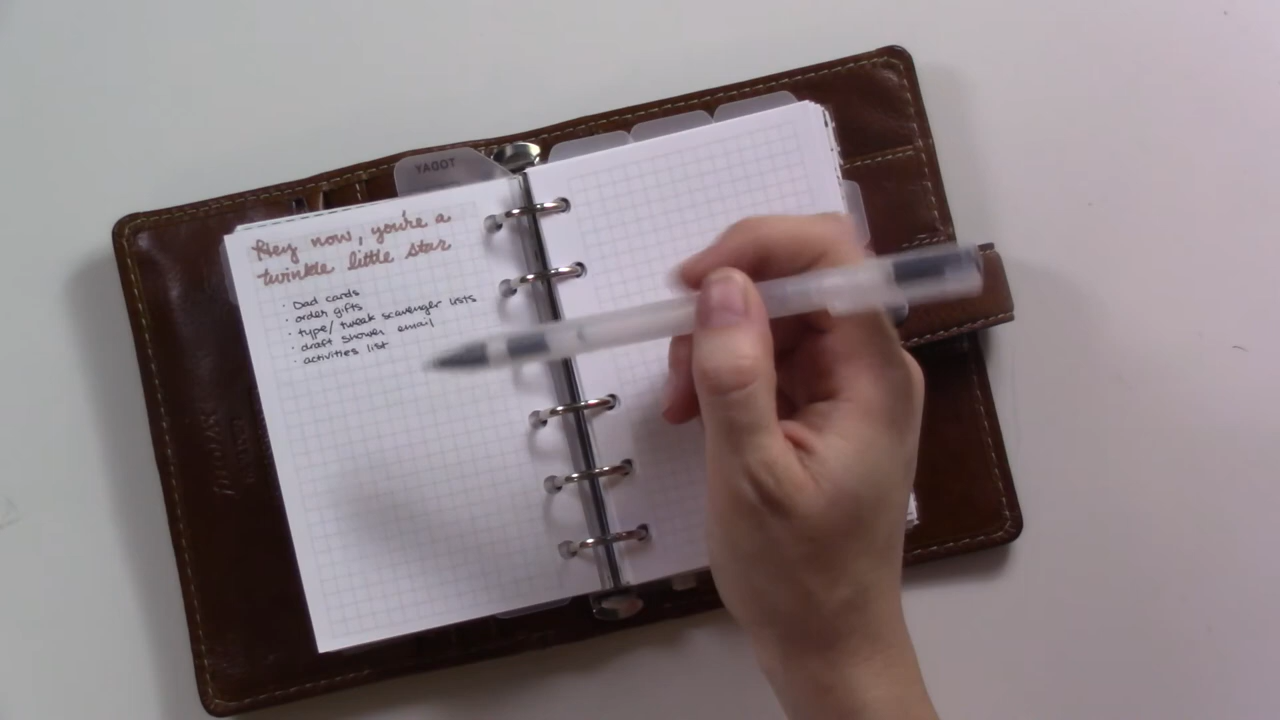 TODAY
Hey now, you're a
twinkle little star
· Dad cards
· order gifts
· type/tweak scavenger lists
· draft shower email
· activities list